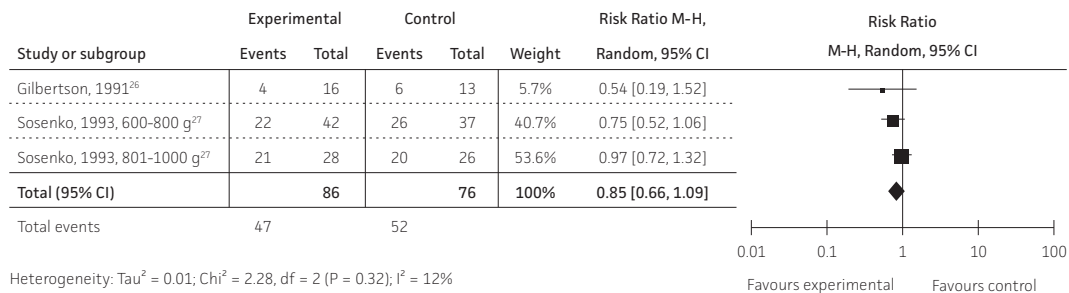 Experimental Control Risk Ratio M-H, Risk Ratio
Study or subgroup Events Total Events Total Weight Random, 95% CI M-H, Random, 95% CI
Gilbertson, 1991²⁶ 4 16 6 13 5.7% 0.54 [0.19, 1.52]
Sosenko, 1993, 600-800 g²⁷ 22 42 26 37 40.7% 0.75 [0.52, 1.06]
Sosenko, 1993, 801-1000 g²⁷ 21 28 20 26 53.6% 0.97 [0.72, 1.32]
Total (95% CI) 86 76 100% 0.85 [0.66, 1.09]
Total events 47 52
0.01 0.1 1 10 100
Heterogeneity: Tau² = 0.01; Chi² = 2.28, df = 2 (P = 0.32); I² = 12%
Favours experimental Favours control